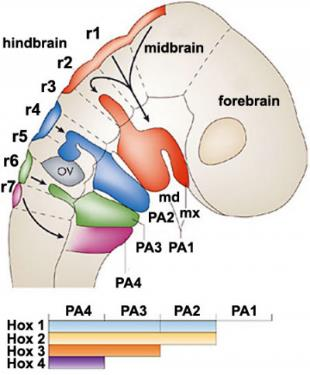 hindbrain
r1
midbrain
r2
r3
forebrain
r4
r5
r6
OV
r7
md
mx
PA2
PA3
PA1
PA4
PA4 PA3 PA2 PA1
Hox 1
Hox 2
Hox 3
Hox 4